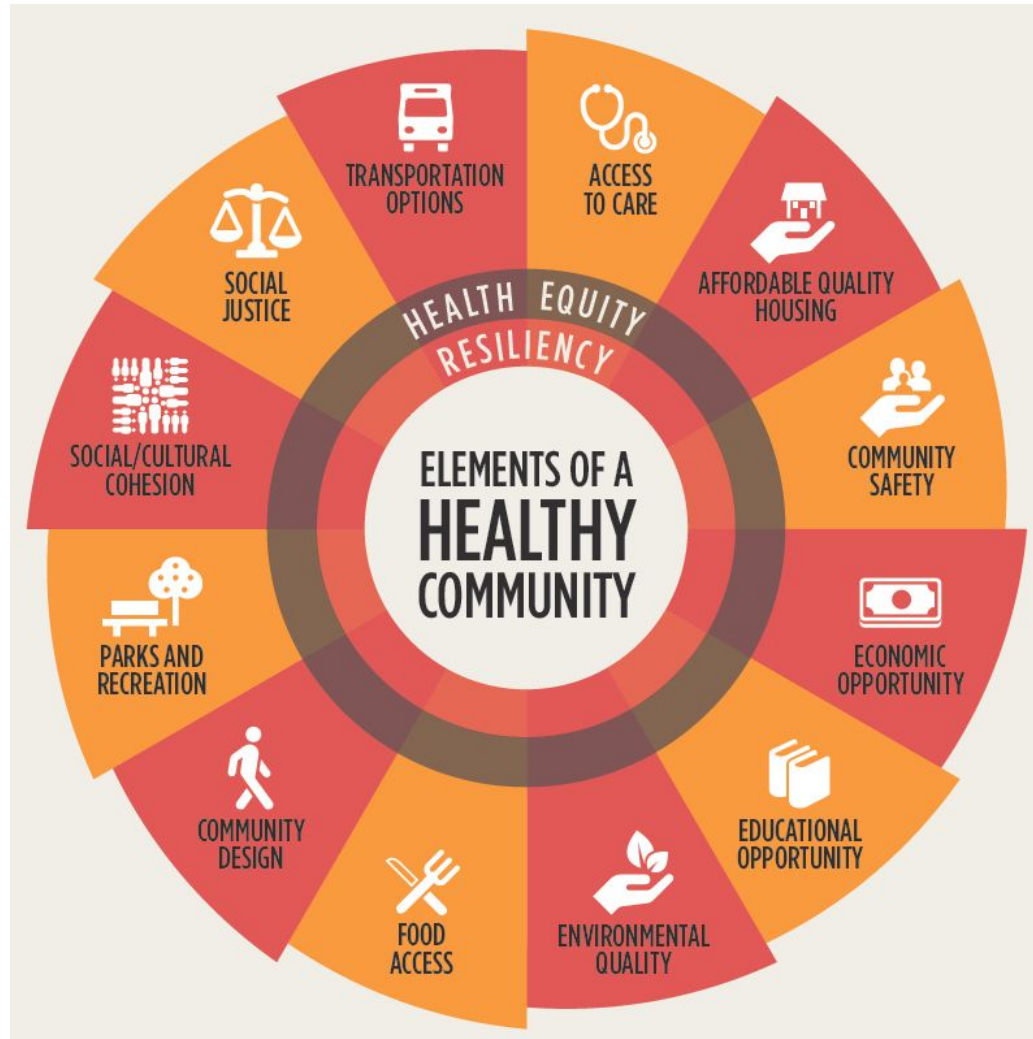 ELEMENTS OF A
HEALTHY
COMMUNITY
HEALTH EQUITY
RESILIENCY
ACCESS
TO CARE
AFFORDABLE QUALITY
HOUSING
COMMUNITY
SAFETY
ECONOMIC
OPPORTUNITY
EDUCATIONAL
OPPORTUNITY
ENVIRONMENTAL
QUALITY
FOOD
ACCESS
COMMUNITY
DESIGN
PARKS AND
RECREATION
SOCIAL/CULTURAL
COHESION
SOCIAL
JUSTICE
TRANSPORTATION
OPTIONS